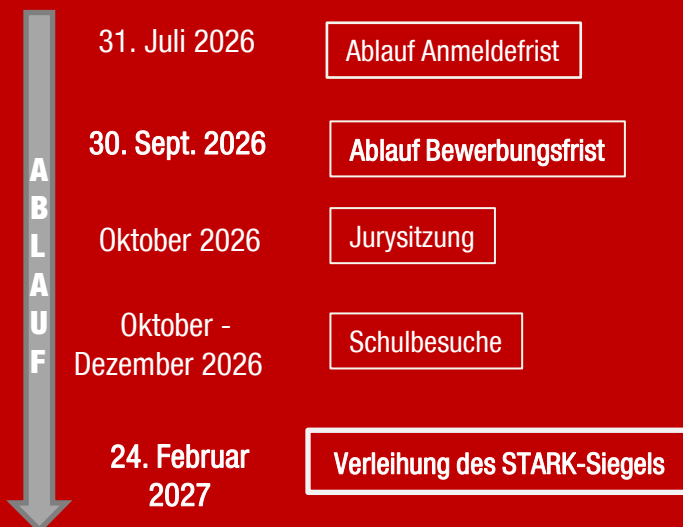 ABLAUF
31. Juli 2026
Ablauf Anmeldefrist
30. Sept. 2026
Ablauf Bewerbungsfrist
Oktober 2026
Jurysitzung
Oktober -
Dezember 2026
Schulbesuche
24. Februar
2027
Verleihung des STARK-Siegels